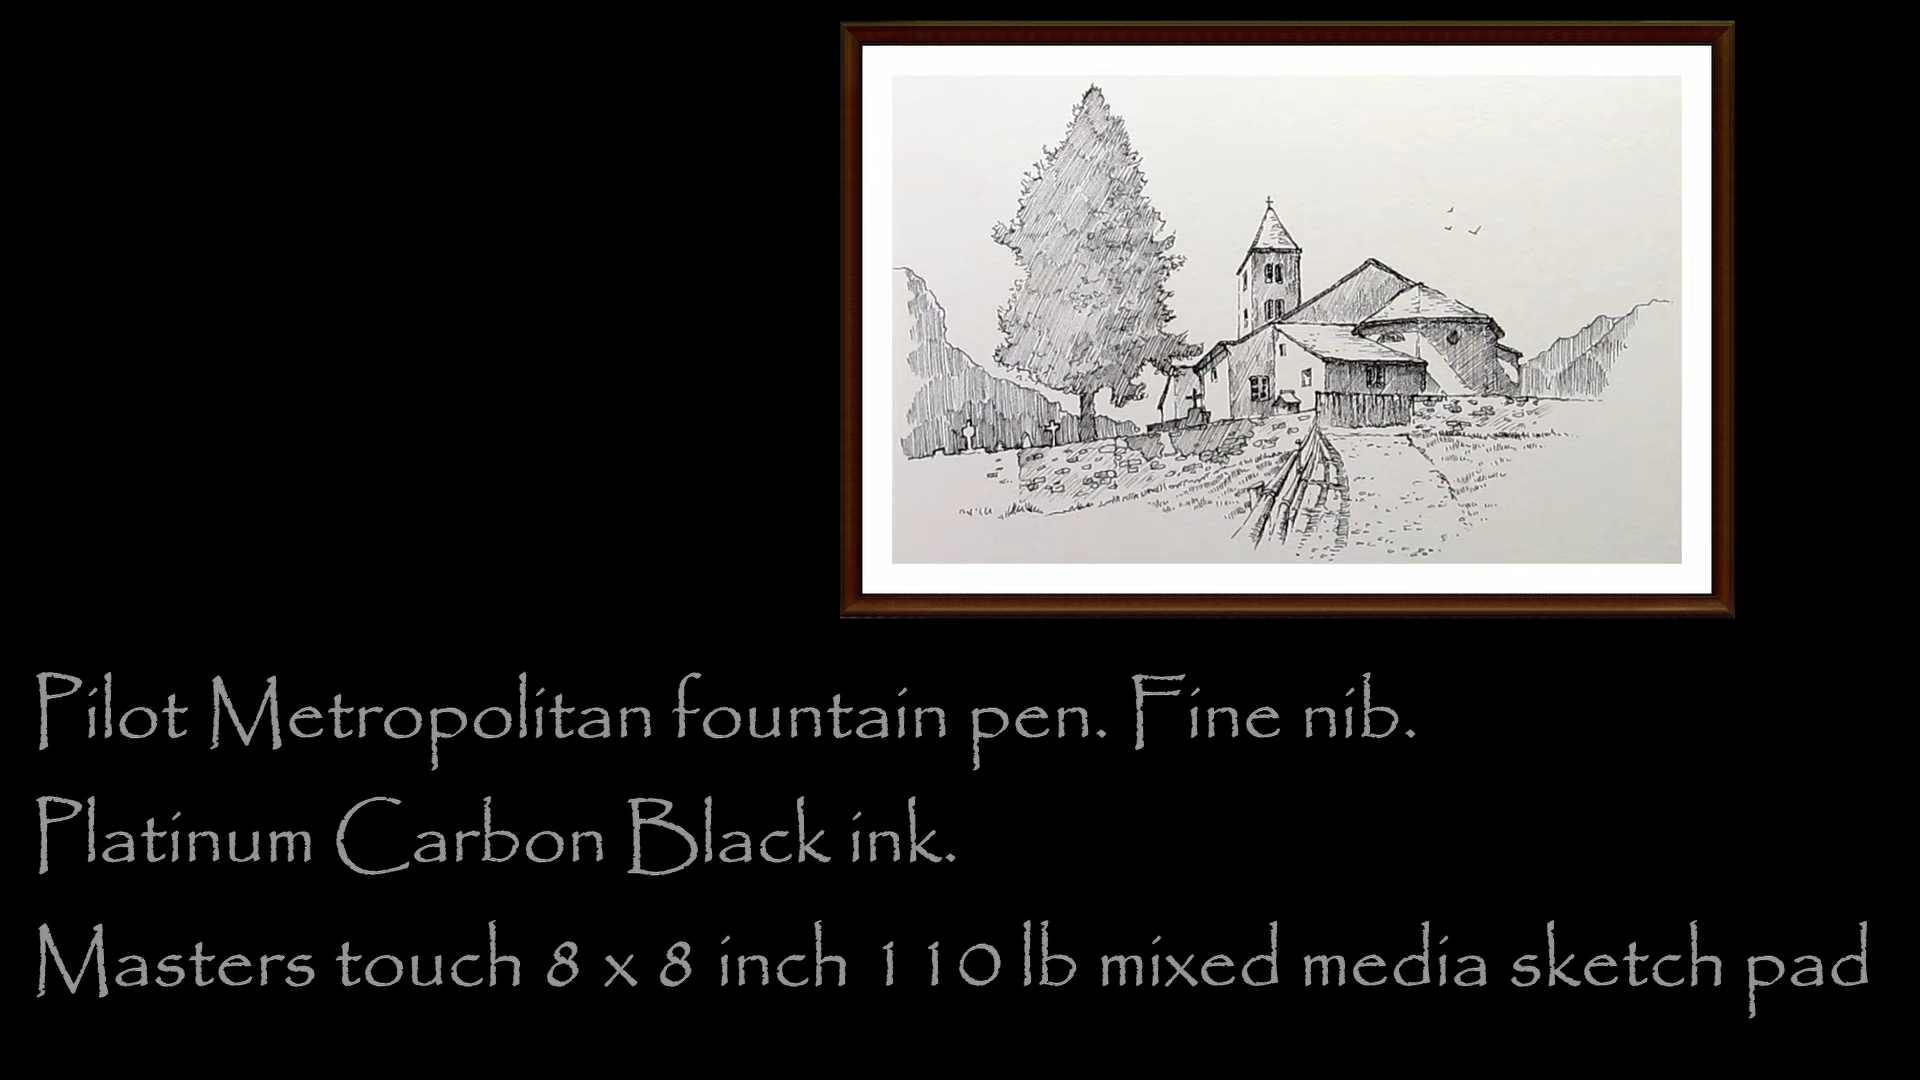 Pilot Metropolitan fountain pen. Fine nib.
Platinum Carbon Black ink.
Masters touch 8 x 8 inch 110 lb mixed media sketch pad